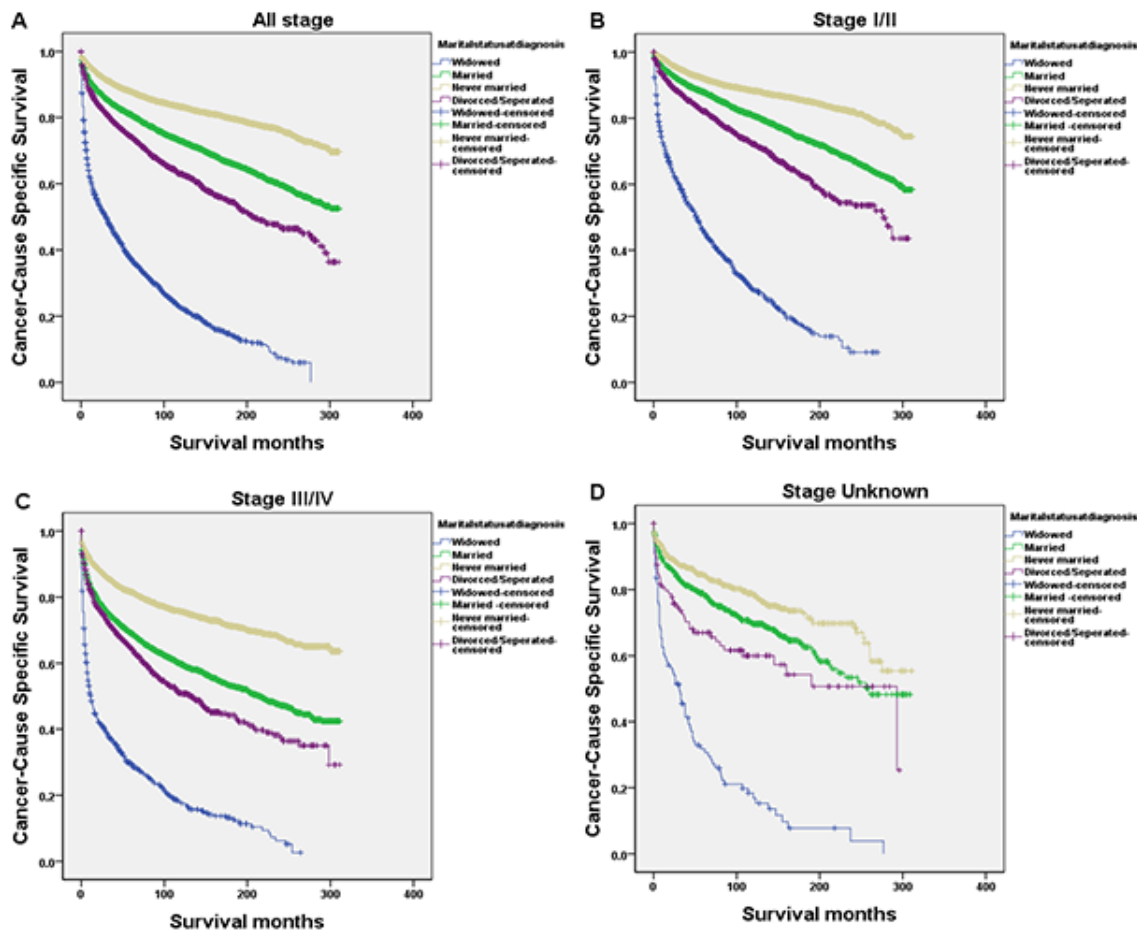 A
All stage
Cancer-Cause Specific Survival
1.0
0.8
0.6
0.4
0.2
0.0
0
100
200
300
400
Survival months
Maritalstatusatdiagnosis
Widowed
Married
Never married
Divorced/Seperated
Widowed-censored
Married-censored
Never married-
censored
Divorced/Seperated-
censored
B
Stage I/II
Cancer-Cause Specific Survival
1.0
0.8
0.6
0.4
0.2
0.0
0
100
200
300
400
Survival months
Maritalstatusatdiagnosis
Widowed
Married
Never married
Divorced/Seperated
Widowed-censored
Married -censored
Never married-
censored
Divorced/Seperated-
censored
C
Stage III/IV
Cancer-Cause Specific Survival
1.0
0.8
0.6
0.4
0.2
0.0
0
100
200
300
400
Survival months
Maritalstatusatdiagnosis
Widowed
Married
Never married
Divorced/Seperated
Widowed-censored
Married -censored
Never married-
censored
Divorced/Seperated-
censored
D
Stage Unknown
Cancer-Cause Specific Survival
1.0
0.8
0.6
0.4
0.2
0.0
0
100
200
300
400
Survival months
Maritalstatusatdiagnosis
Widowed
Married
Never married
Divorced/Seperated
Widowed-censored
Married -censored
Never married-
censored
Divorced/Seperated-
censored